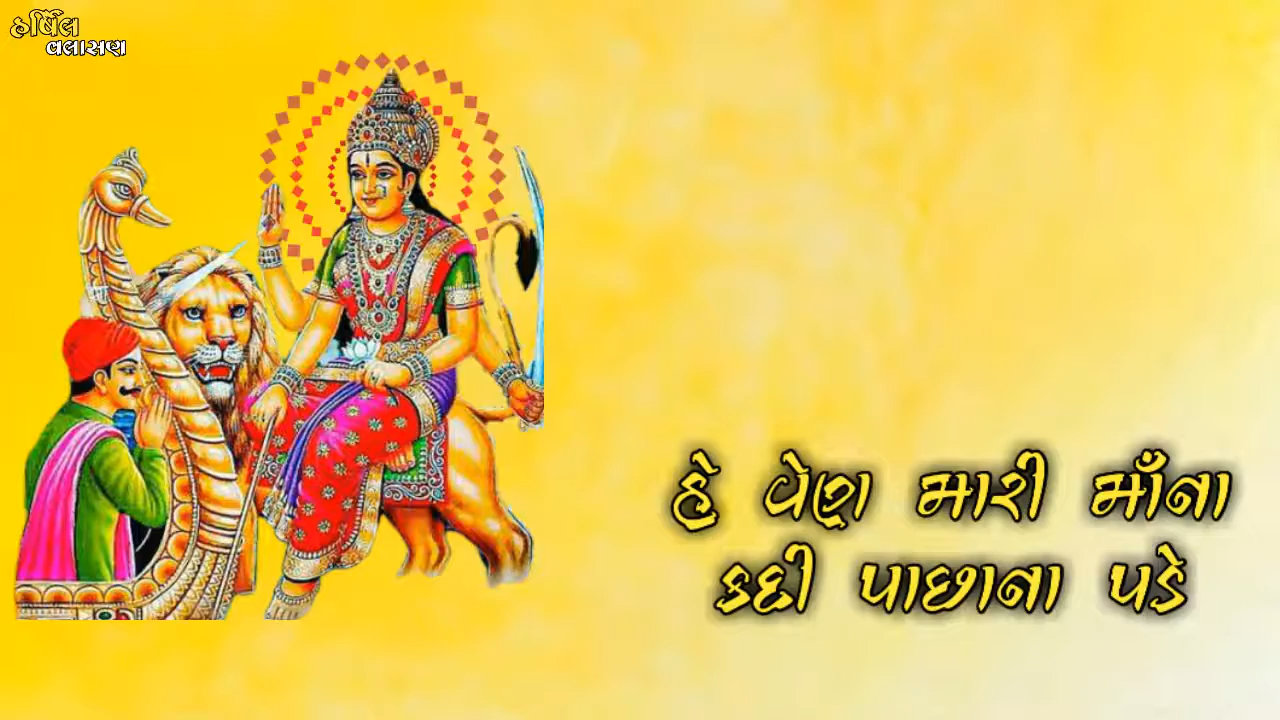 હર્ષિલ
વલાસણ
હે વેણ મારી માઁના
કદી પાછાના પડે